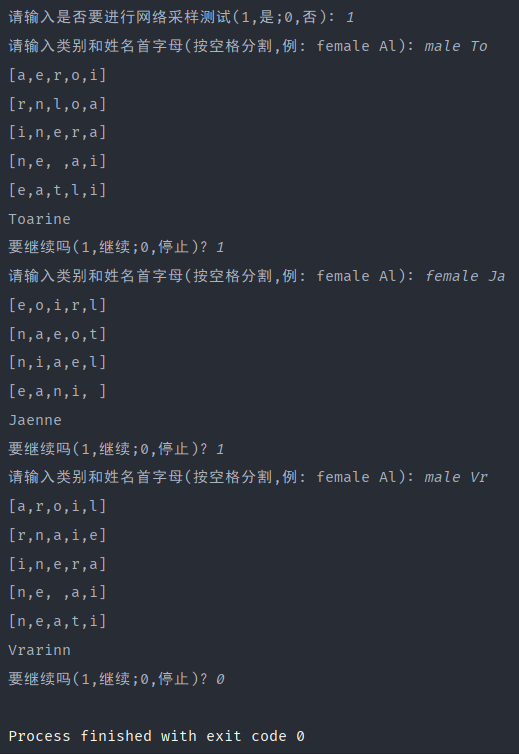 请输入是否要进行网络采样测试(1,是;0,否): 1
请输入类别和姓名首字母(按空格分割,例: female Al): male To
[a,e,r,o,i]
[r,n,l,o,a]
[i,n,e,r,a]
[n,e, ,a,i]
[e,a,t,l,i]
Toarine
要继续吗(1,继续;0,停止)? 1
请输入类别和姓名首字母(按空格分割,例: female Al): female Ja
[e,o,i,r,l]
[n,a,e,o,t]
[n,i,a,e,l]
[e,a,n,i, ]
Jaenne
要继续吗(1,继续;0,停止)? 1
请输入类别和姓名首字母(按空格分割,例: female Al): male Vr
[a,r,o,i,l]
[r,n,a,i,e]
[i,n,e,r,a]
[n,e, ,a,i]
[n,e,a,t,i]
Vrarinn
要继续吗(1,继续;0,停止)? 0
Process finished with exit code 0